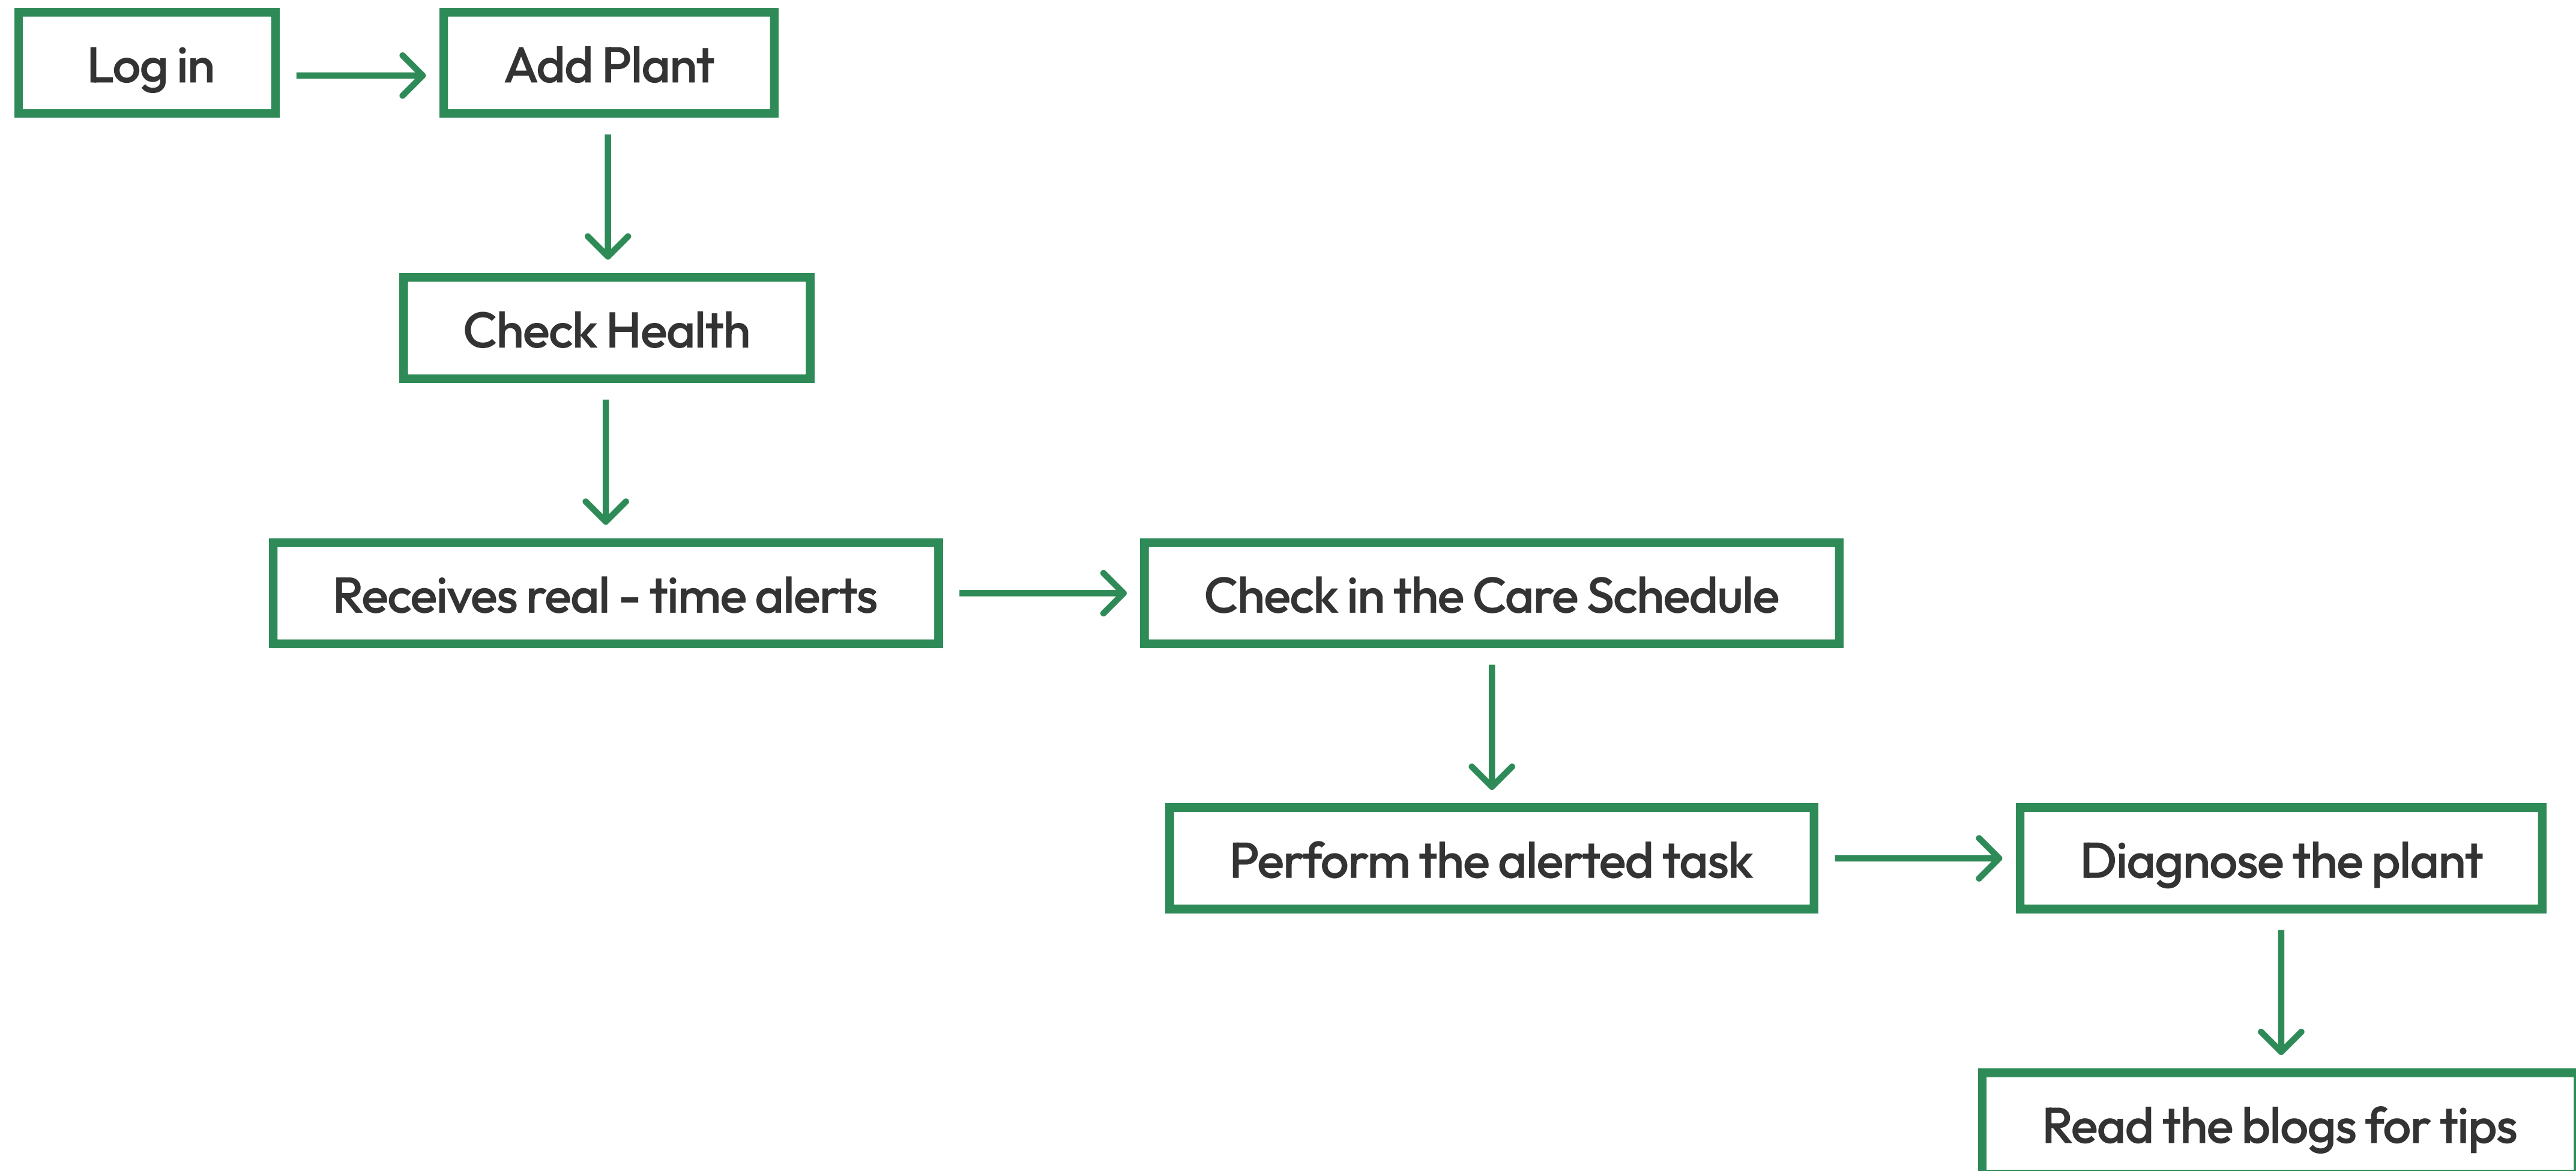 Log in
Add Plant
Check Health
Receives real - time alerts
Check in the Care Schedule
Perform the alerted task
Diagnose the plant
Read the blogs for tips